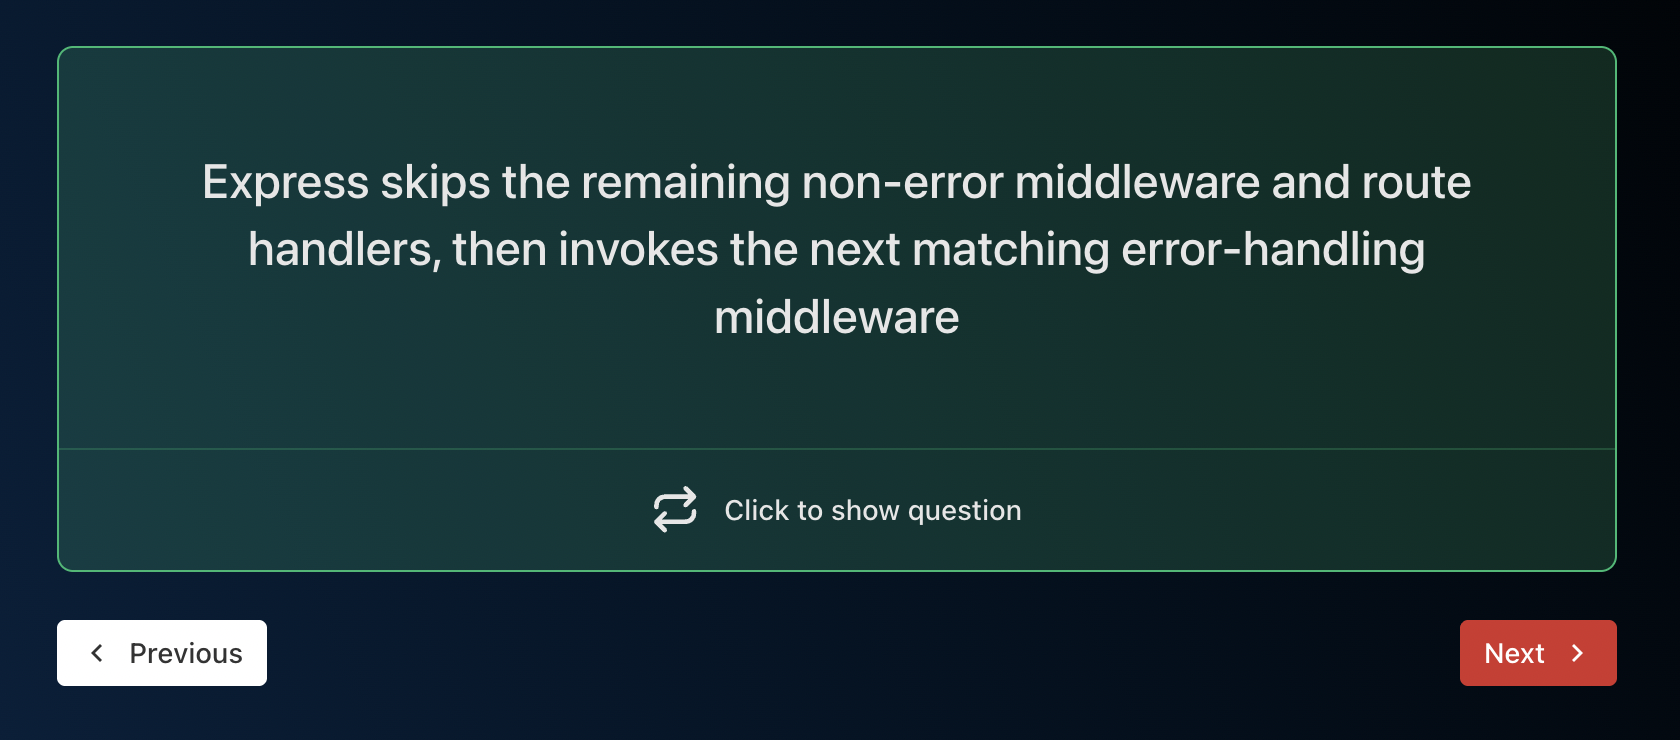 Express skips the remaining non-error middleware and route
handlers, then invokes the next matching error-handling
middleware
Click to show question
Previous
Next